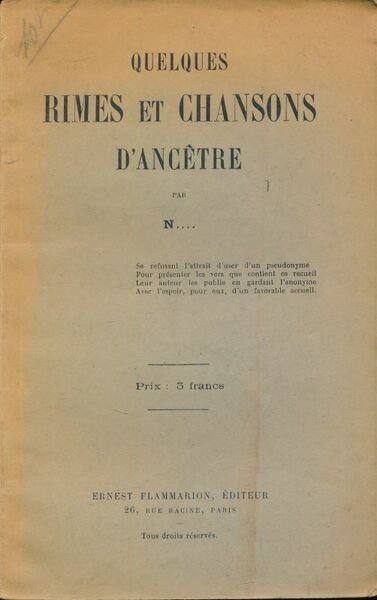 QUELQUES
RIMES ET CHANSONS
D'ANCÊTRE
PAR
N....
Se refusant l'attrait d'user d'un pseudonyme
Pour présenter les vers que contient ce recueil
Leur auteur les publie en gardant l'anonyme
Avec l'espoir, pour eux, d'un favorable accueil.
Prix : 3 francs
ERNEST FLAMMARION, ÉDITEUR
26, RUE RACINE, PARIS
Tous droits réservés.